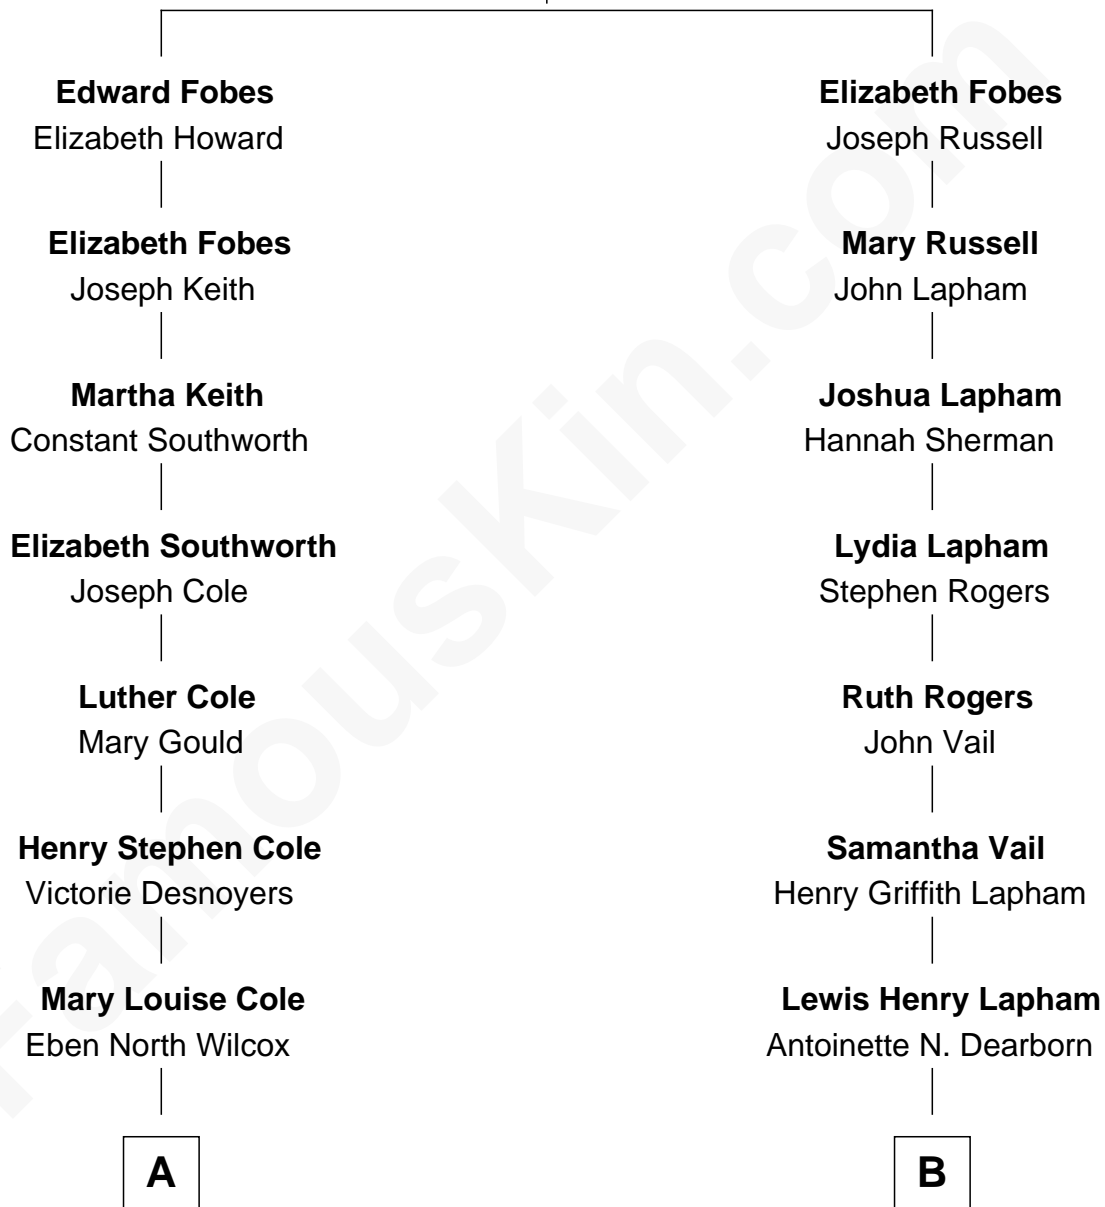 Edward Fobes
Elizabeth Howard
Elizabeth Fobes
Joseph Keith
Martha Keith
Constant Southworth
Elizabeth Southworth
Joseph Cole
Luther Cole
Mary Gould
Henry Stephen Cole
Victorie Desnoyers
Mary Louise Cole
Eben North Wilcox
A
Elizabeth Fobes
Joseph Russell
Mary Russell
John Lapham
Joshua Lapham
Hannah Sherman
Lydia Lapham
Stephen Rogers
Ruth Rogers
John Vail
Samantha Vail
Henry Griffith Lapham
Lewis Henry Lapham
Antoinette N. Dearborn
B
FamousKin.com